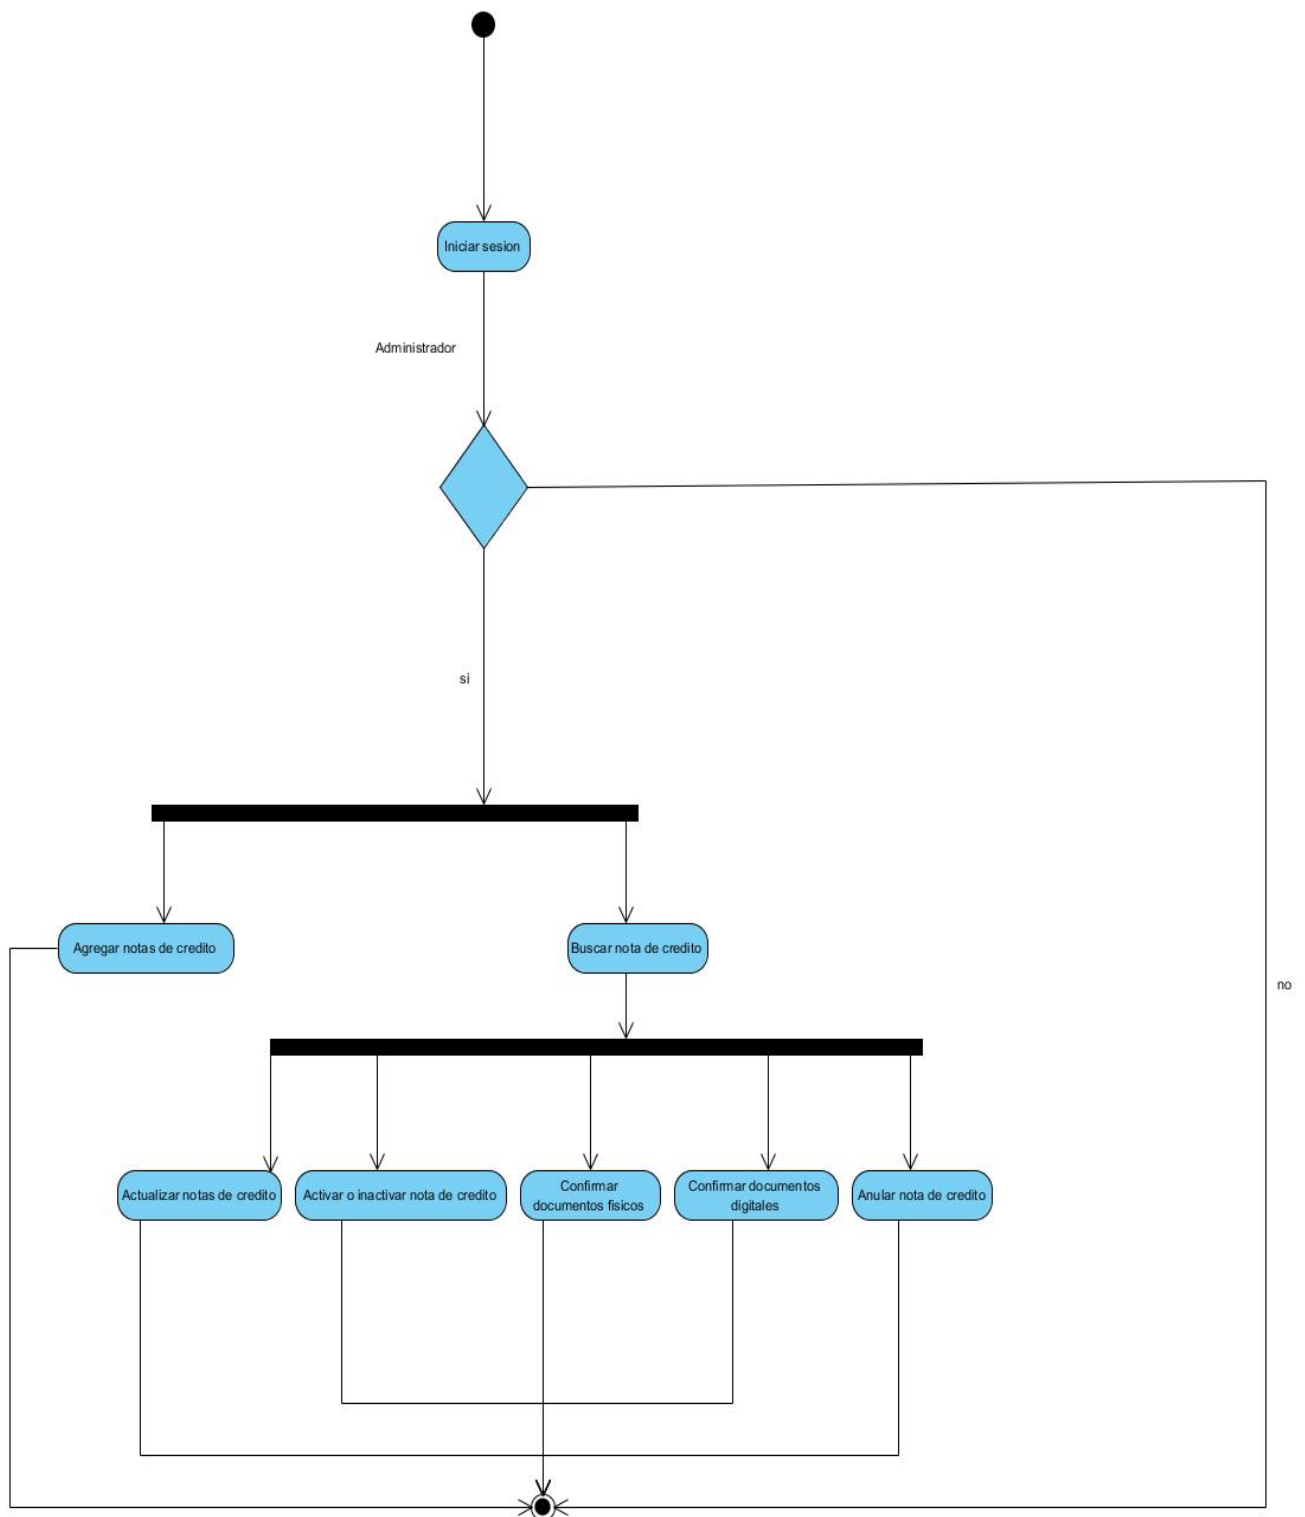 Iniciar sesion
Administrador
si
Agregar notas de credito
Buscar nota de credito
no
Actualizar notas de credito
Activar o inactivar nota de credito
Confirmar
documentos fisicos
Confirmar documentos
digitales
Anular nota de credito